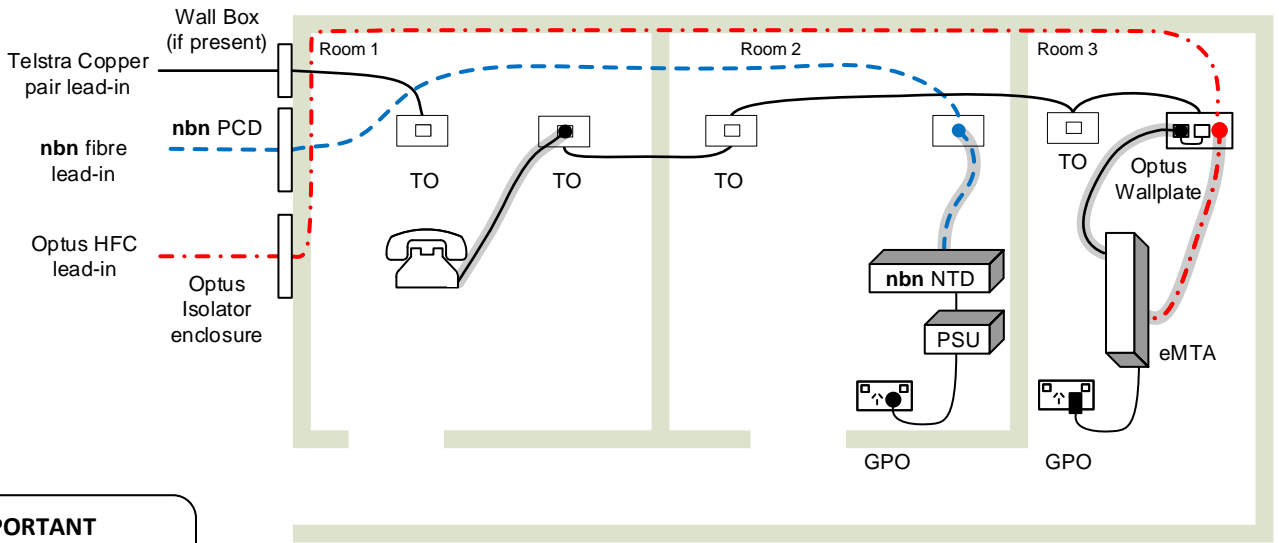 Wall Box
(if present)
Telstra Copper
pair lead-in
nbn PCD
nbn fibre
lead-in
Optus HFC
lead-in
Optus
Isolator
enclosure
Room 1
Room 2
Room 3
TO
TO
TO
TO
Optus
Wallplate
nbn NTD
PSU
eMTA
GPO
GPO
PORTANT